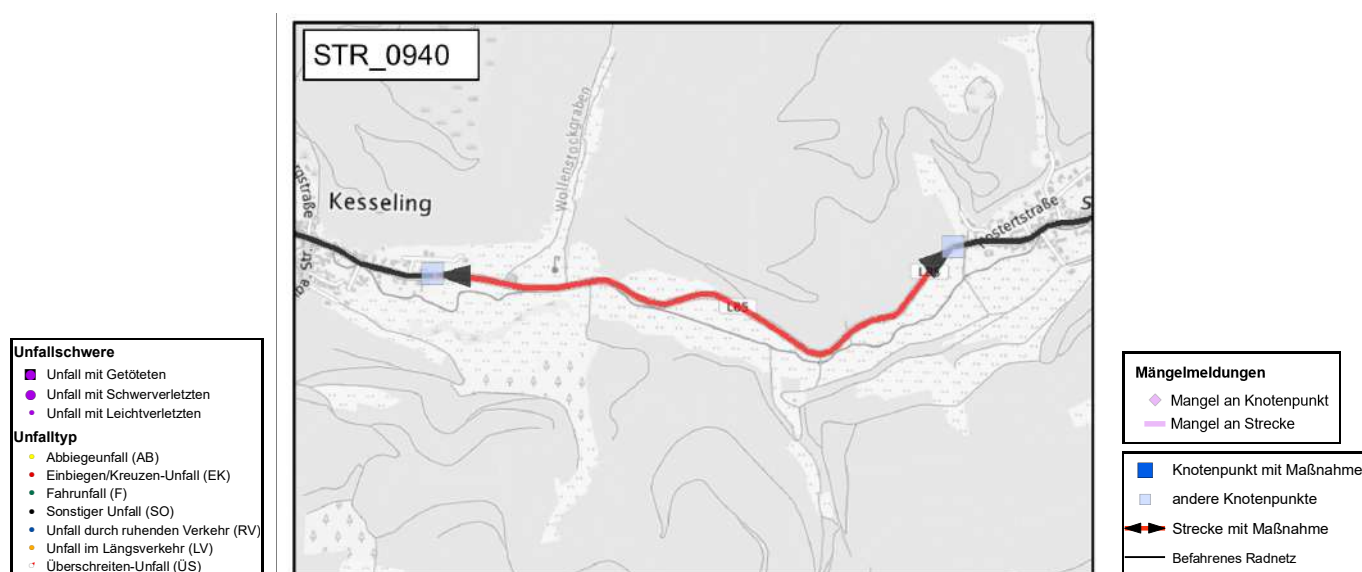 STR_0940
Wollenstockgraben
Kesseling
L85
Unfallschwere
Unfall mit Getöteten
Unfall mit Schwerverletzten
Unfall mit Leichtverletzten
Unfalltyp
Abbiegeunfall (AB)
Einbiegen/Kreuzen-Unfall (EK)
Fahrunfall (F)
Sonstiger Unfall (SO)
Unfall durch ruhenden Verkehr (RV)
Unfall im Längsverkehr (LV)
Überschreiten-Unfall (ÜS)
Mängelmeldungen
Mangel an Knotenpunkt
Mangel an Strecke
Knotenpunkt mit Maßnahme
andere Knotenpunkte
Strecke mit Maßnahme
Befahrenes Radnetz